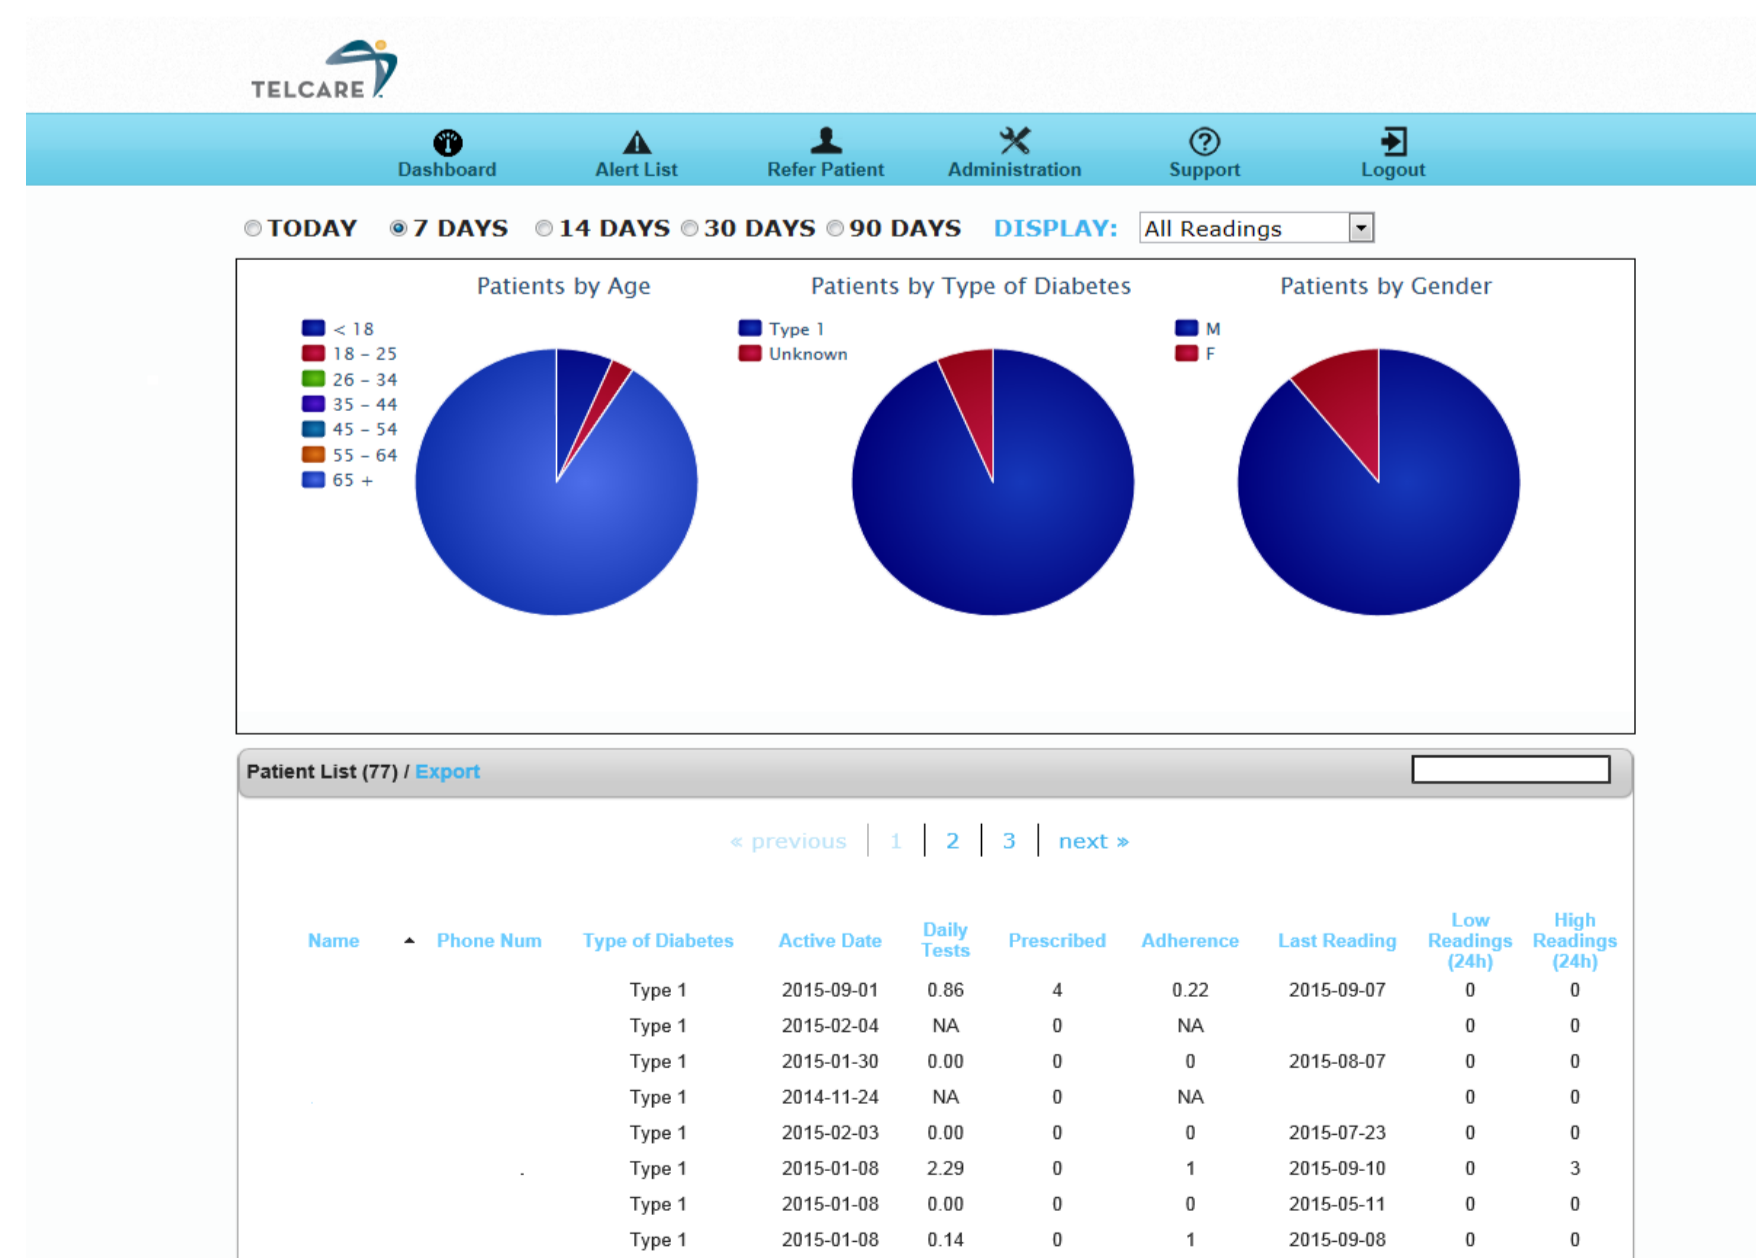 TELCARE
Dashboard Alert List Refer Patient Administration Support Logout
TODAY 7 DAYS 14 DAYS 30 DAYS 90 DAYS DISPLAY: All Readings
Patients by Age
< 18
18 – 25
26 – 34
35 – 44
45 – 54
55 – 64
65 +
Patients by Type of Diabetes
Type 1
Unknown
Patients by Gender
M
F
Patient List (77) / Export
« previous 1 2 3 next »
Name Phone Num Type of Diabetes Active Date Daily Tests Prescribed Adherence Last Reading Low Readings (24h) High Readings (24h)
Type 1 2015-09-01 0.86 4 0.22 2015-09-07 0 0
Type 1 2015-02-04 NA 0 NA 0 0
Type 1 2015-01-30 0.00 0 0 2015-08-07 0 0
Type 1 2014-11-24 NA 0 NA 0 0
Type 1 2015-02-03 0.00 0 0 2015-07-23 0 0
Type 1 2015-01-08 2.29 0 1 2015-09-10 0 3
Type 1 2015-01-08 0.00 0 0 2015-05-11 0 0
Type 1 2015-01-08 0.14 0 1 2015-09-08 0 0